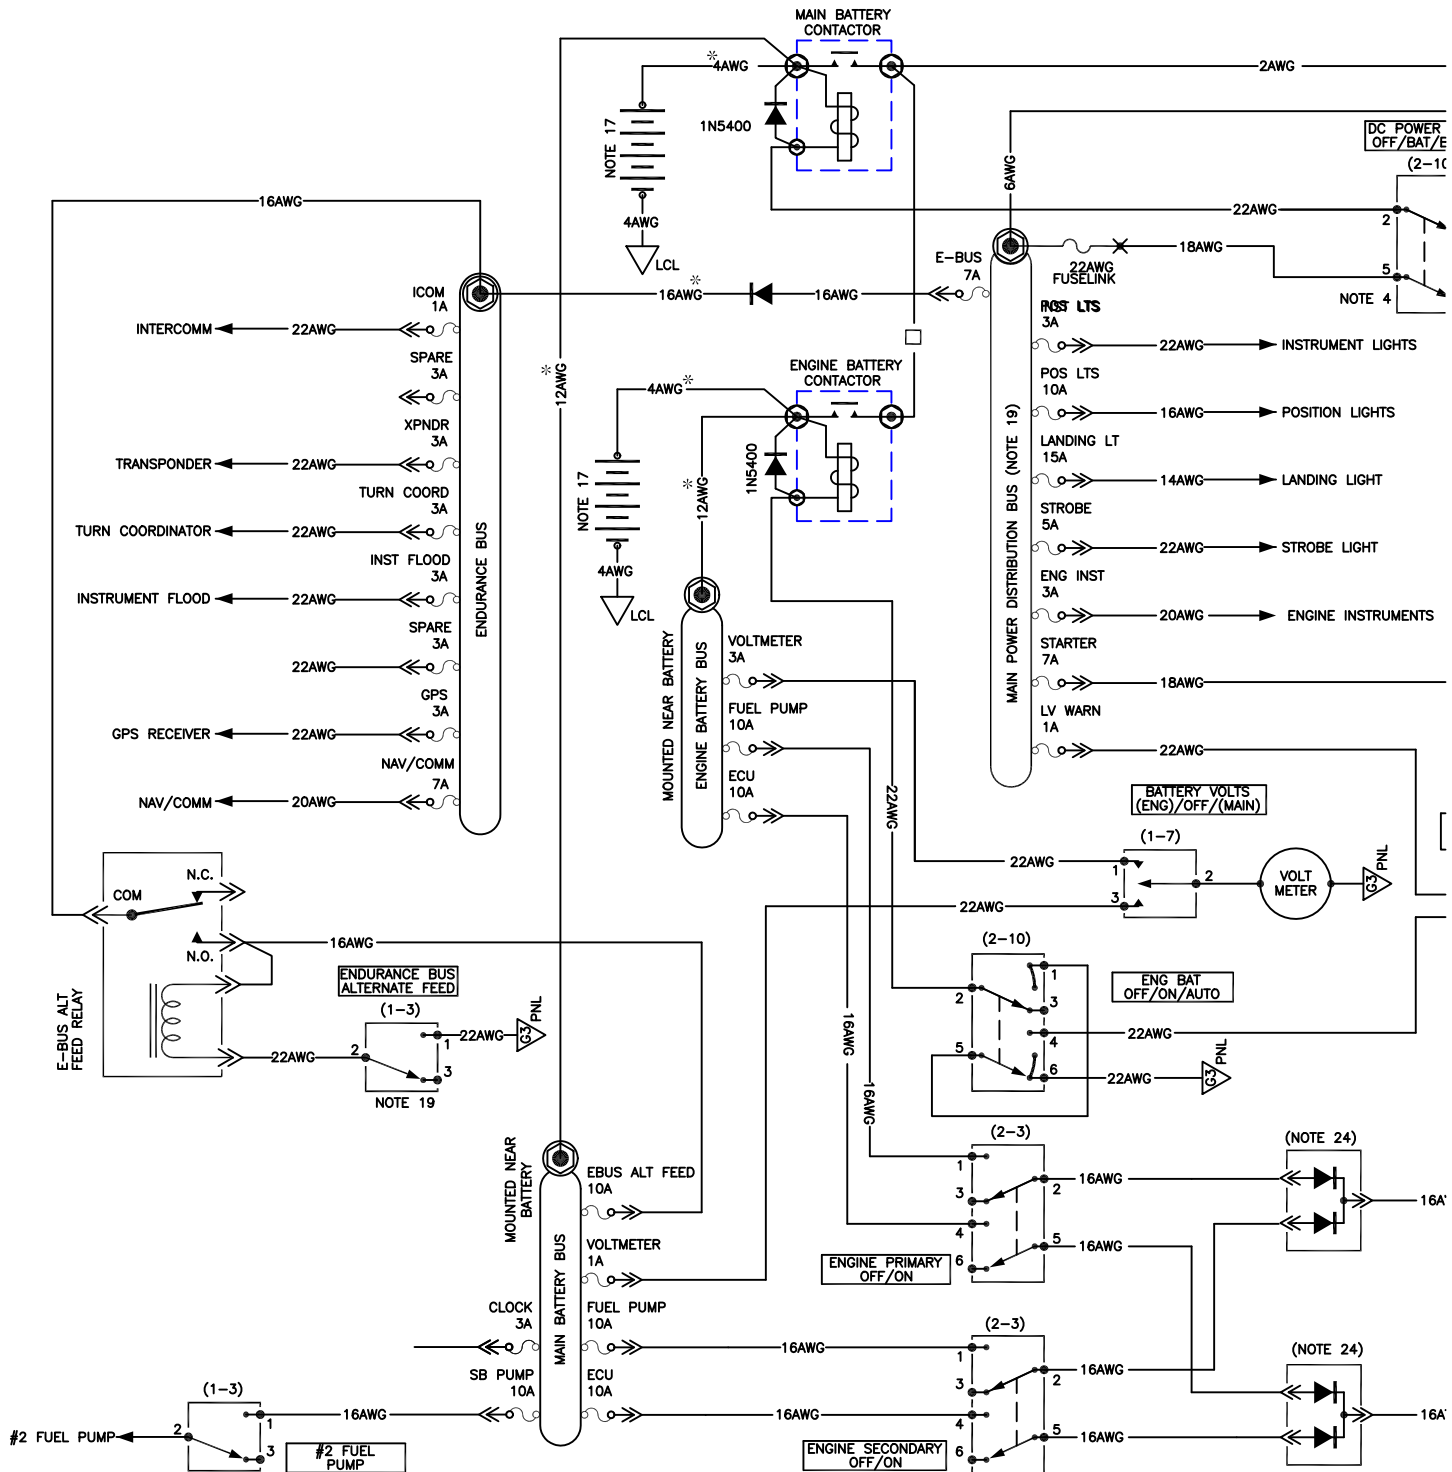 MAIN BATTERY
CONTACTOR
*
4AWG
2AWG
1N5400
NOTE 17
4AWG
LCL
6AWG
DC POWER
OFF/BAT/E
(2-10
22AWG
2
18AWG
5
NOTE 4
16AWG
E-BUS
7A
22AWG
FUSELINK
ICOM
1A
16AWG
*
16AWG
INTERCOMM
22AWG
SPARE
3A
XPNDR
3A
TRANSPONDER
22AWG
TURN COORD
3A
TURN COORDINATOR
22AWG
INST FLOOD
3A
INSTRUMENT FLOOD
22AWG
SPARE
3A
22AWG
GPS
3A
GPS RECEIVER
22AWG
NAV/COMM
7A
NAV/COMM
20AWG
ENDURANCE BUS
*
12AWG
ENGINE BATTERY
CONTACTOR
4AWG
*
1N5400
NOTE 17
4AWG
LCL
*
12AWG
MOUNTED NEAR BATTERY
ENGINE BATTERY BUS
VOLTMETER
3A
FUEL PUMP
10A
ECU
10A
22AWG
MAIN POWER DISTRIBUTION BUS (NOTE 19)
LTS
3A
22AWG
INSTRUMENT LIGHTS
POS LTS
10A
16AWG
POSITION LIGHTS
LANDING LT
15A
14AWG
LANDING LIGHT
STROBE
5A
22AWG
STROBE LIGHT
ENG INST
3A
20AWG
ENGINE INSTRUMENTS
STARTER
7A
18AWG
LV WARN
1A
22AWG
BATTERY VOLTS
(ENG)/OFF/(MAIN)
(1-7)
22AWG
1
2
3
22AWG
VOLT
METER
G3
PNL
N.C.
COM
N.O.
16AWG
E-BUS ALT
FEED RELAY
ENDURANCE BUS
ALTERNATE FEED
(1-3)
22AWG
2
1
3
22AWG
G3
PNL
NOTE 19
(2-10)
1
2
3
4
5
6
ENG BAT
OFF/ON/AUTO
22AWG
22AWG
G3
PNL
16AWG
16AWG
MOUNTED NEAR
BATTERY
MAIN BATTERY BUS
EBUS ALT FEED
10A
VOLTMETER
1A
CLOCK
3A
FUEL PUMP
10A
SB PUMP
10A
ECU
10A
(2-3)
1
3
2
4
5
6
16AWG
16AWG
ENGINE PRIMARY
OFF/ON
(NOTE 24)
16A
16AWG
(2-3)
1
3
2
4
5
6
16AWG
16AWG
16AWG
ENGINE SECONDARY
OFF/ON
(NOTE 24)
16A
(1-3)
1
2
3
16AWG
#2 FUEL PUMP
#2 FUEL
PUMP